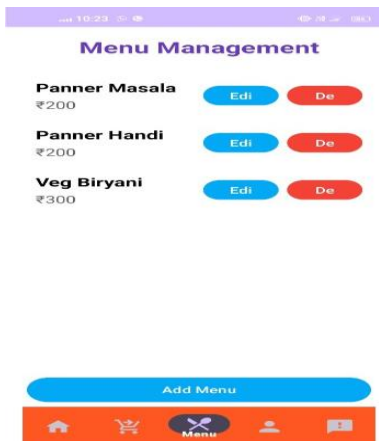 10:23
Menu Management
Panner Masala
₹200
Edi De
Panner Handi
₹200
Edi De
Veg Biryani
₹300
Edi De
Add Menu
Menu